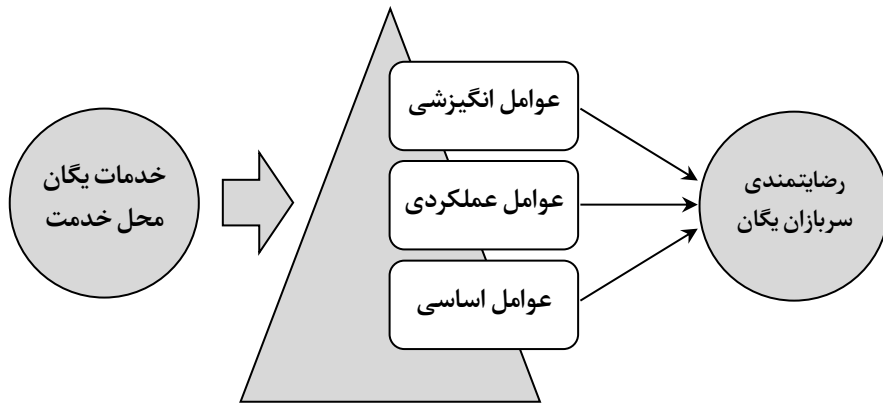 خدمات یگان
محل خدمت
عوامل انگیزشی
عوامل عملکردی
عوامل اساسی
رضایتمندی
سربازان یگان